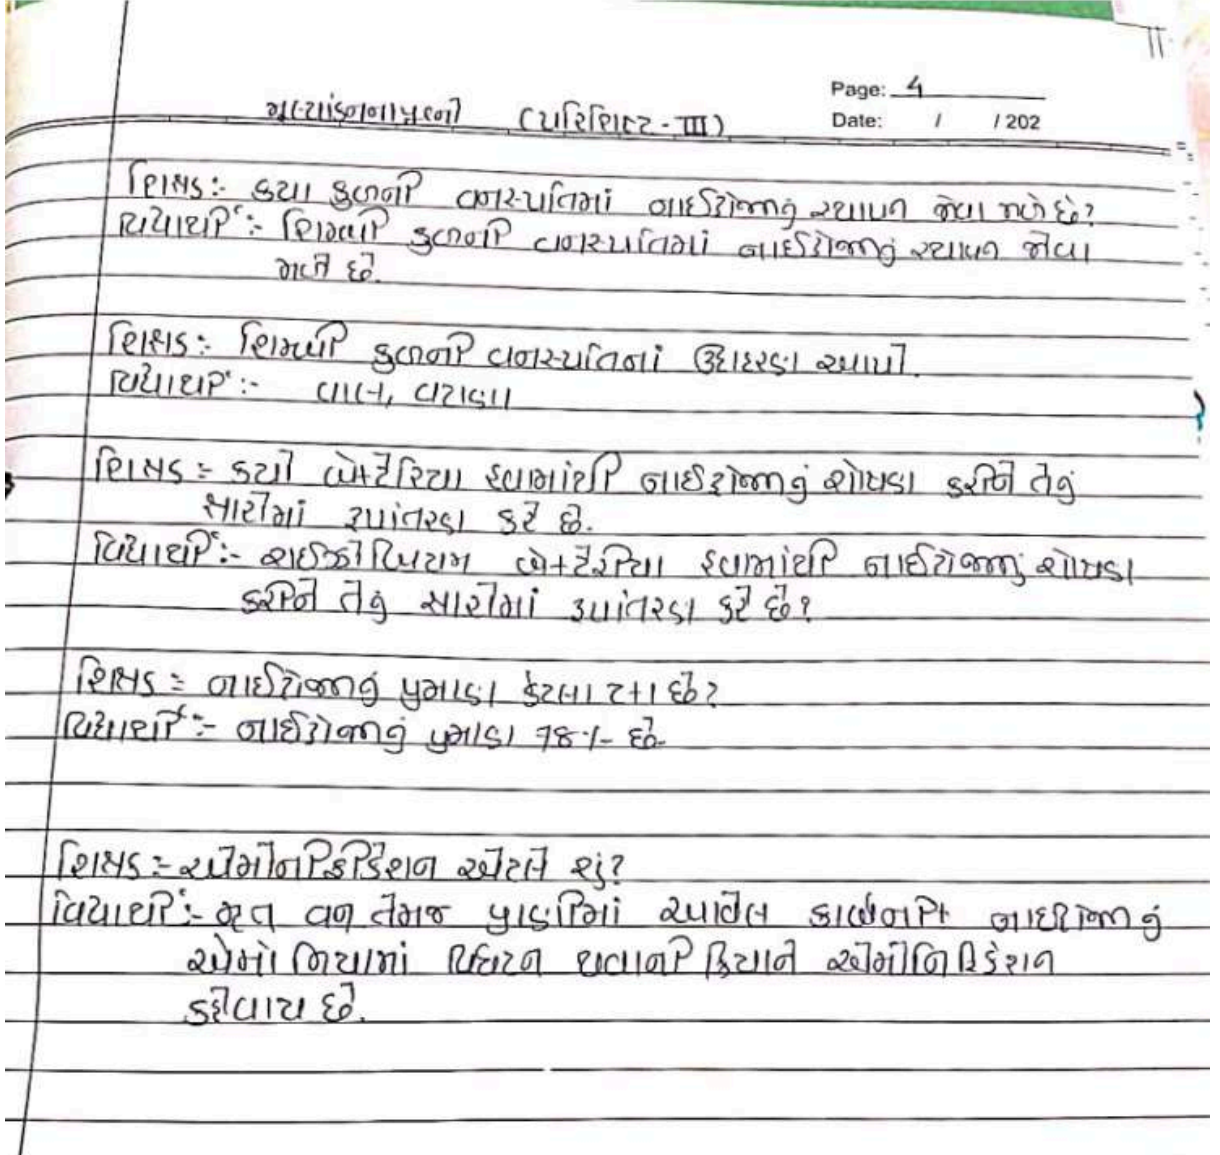 Page: 4
મૂલ્યાંકનના પ્રશ્નો (પરિશિષ્ટ - III)
Date: / / 202
શિક્ષક :- કયા કુળની વનસ્પતિમાં નાઈટ્રોજનનું સ્થાપન જોવા મળે છે?
વિદ્યાર્થી :- શિમ્બી કુળની વનસ્પતિમાં નાઈટ્રોજનનું સ્થાપન જોવા
મળે છે.
શિક્ષક :- શિમ્બી કુળની વનસ્પતિનાં ઉદાહરણ આપો.
વિદ્યાર્થી :- વાલ, વટાણા
શિક્ષક :- કયો બેક્ટેરિયા હવામાંથી નાઈટ્રોજનનું શોષણ કરીને તેનું
ક્ષારોમાં રૂપાંતરણ કરે છે.
વિદ્યાર્થી :- રાઈઝોબિયમ બેક્ટેરિયા હવામાંથી નાઈટ્રોજનનું શોષણ
કરીને તેનું ક્ષારોમાં રૂપાંતરણ કરે છે?
શિક્ષક :- નાઈટ્રોજનનું પ્રમાણ કેટલા ટકા છે?
વિદ્યાર્થી :- નાઈટ્રોજનનું પ્રમાણ ૧૭૮% છે.
શિક્ષક :- એમોનીફીકેશન એટલે શું?
વિદ્યાર્થી :- મૃત વન તેમજ પ્રાણીમાં આવેલ કાર્બનિક નાઈટ્રોજનનું
એમોનિયામાં વિઘટન થવાની ક્રિયાને એમોનિફિકેશન
કહેવાય છે.